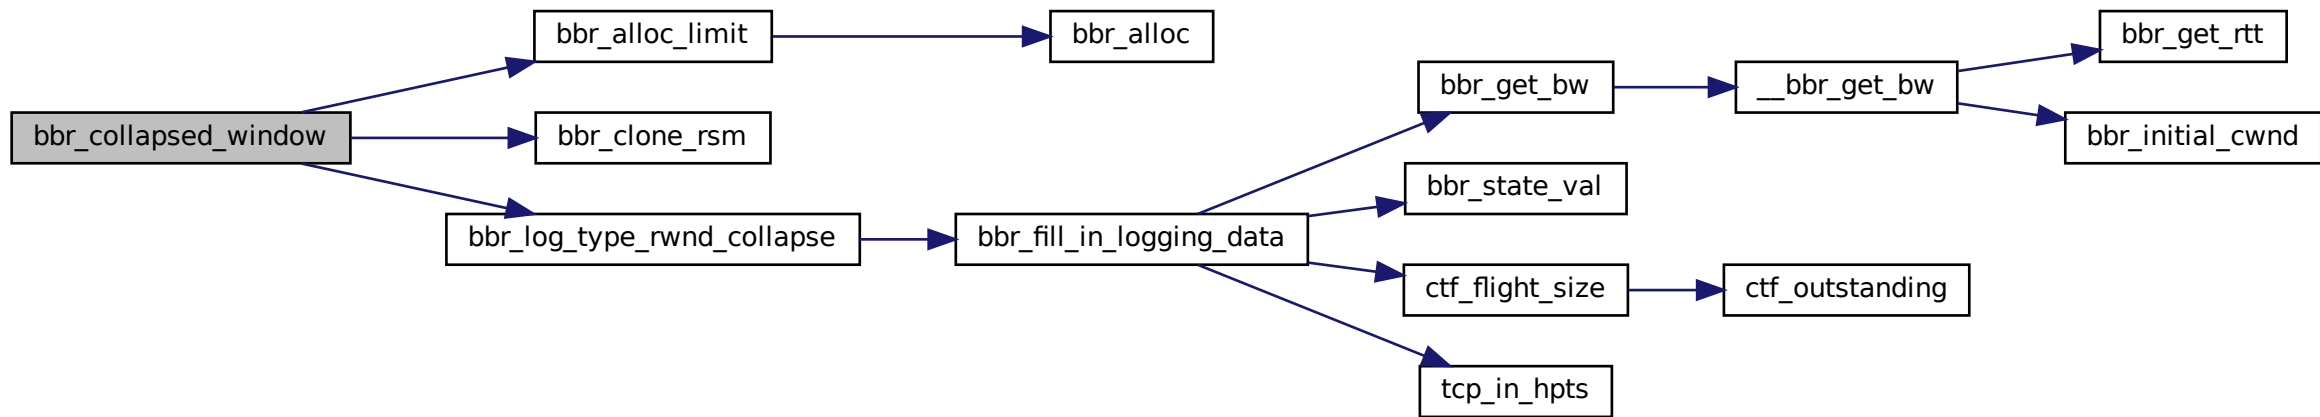 bbr_collapsed_window
bbr_alloc_limit
bbr_alloc
bbr_clone_rsm
bbr_log_type_rwnd_collapse
bbr_fill_in_logging_data
bbr_get_bw
__bbr_get_bw
bbr_get_rtt
bbr_initial_cwnd
bbr_state_val
ctf_flight_size
ctf_outstanding
tcp_in_hpts